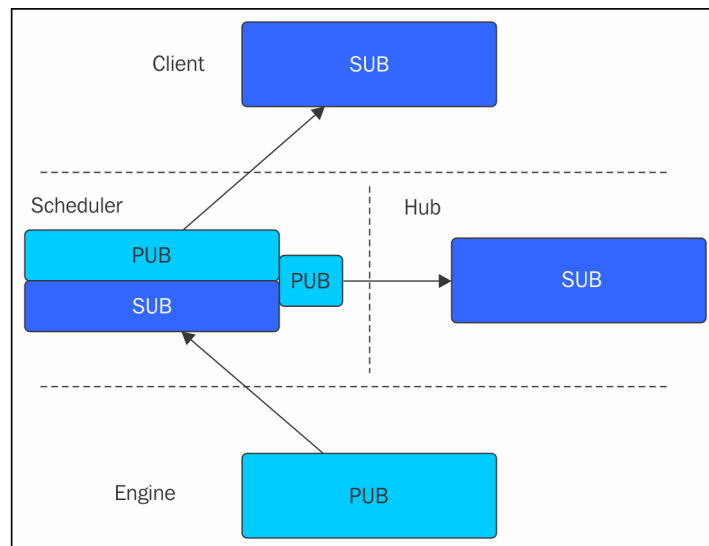 Client
SUB
Scheduler
Hub
PUB
PUB
SUB
SUB
Engine
PUB